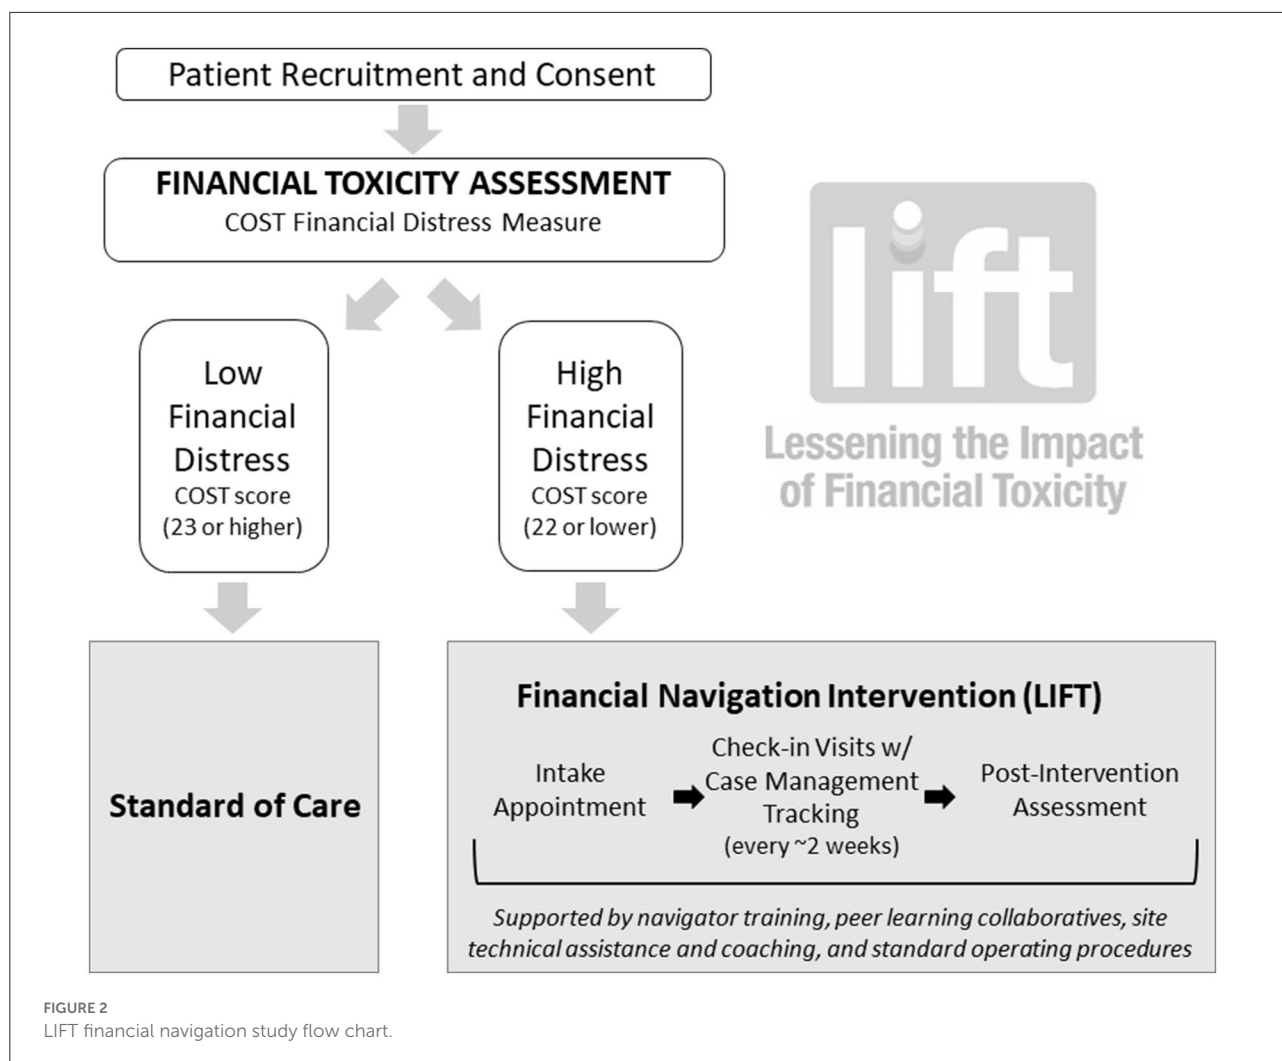 Patient Recruitment and Consent
FINANCIAL TOXICITY ASSESSMENT
COST Financial Distress Measure
lift
Lessening the Impact
of Financial Toxicity
Low
Financial
Distress
COST score
(23 or higher)
High
Financial
Distress
COST score
(22 or lower)
Standard of Care
Financial Navigation Intervention (LIFT)
Intake
Appointment
Check-in Visits w/
Case Management
Tracking
(every ~2 weeks)
Post-Intervention
Assessment
Supported by navigator training, peer learning collaboratives, site
technical assistance and coaching, and standard operating procedures
FIGURE 2
LIFT financial navigation study flow chart.